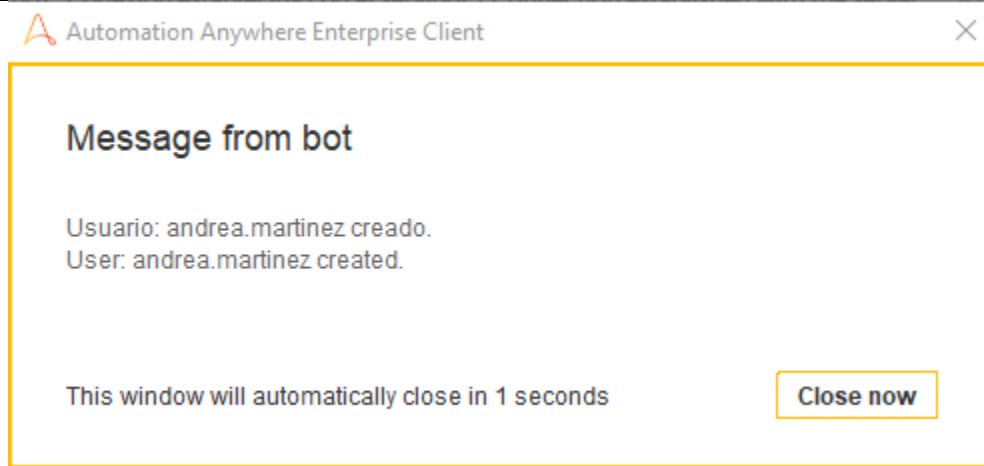 Automation Anywhere Enterprise Client
Message from bot
Usuario: andrea.martinez creado.
User: andrea.martinez created.
This window will automatically close in 1 seconds
Close now